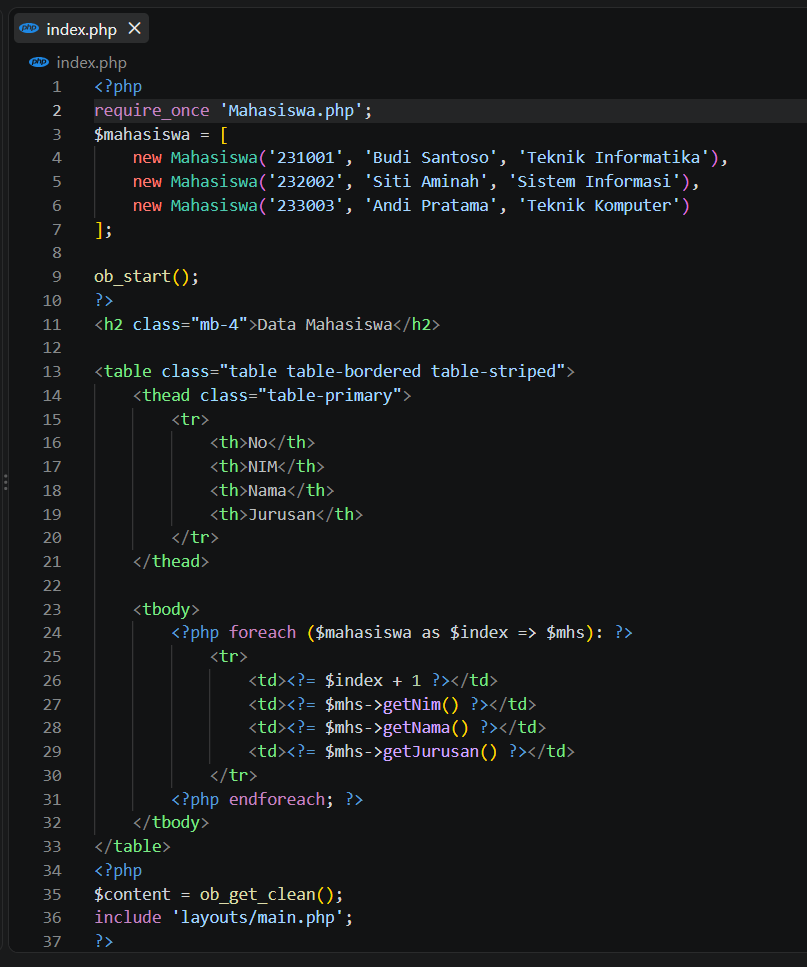 php index.php ×
php index.php
1 <?php
2 require_once 'Mahasiswa.php';
3 $mahasiswa = [
4     new Mahasiswa('231001', 'Budi Santoso', 'Teknik Informatika'),
5     new Mahasiswa('232002', 'Siti Aminah', 'Sistem Informasi'),
6     new Mahasiswa('233003', 'Andi Pratama', 'Teknik Komputer')
7 ];
8
9 ob_start();
10 ?>
11 <h2 class="mb-4">Data Mahasiswa</h2>
12
13 <table class="table table-bordered table-striped">
14     <thead class="table-primary">
15         <tr>
16             <th>No</th>
17             <th>NIM</th>
18             <th>Nama</th>
19             <th>Jurusan</th>
20         </tr>
21     </thead>
22
23     <tbody>
24         <?php foreach ($mahasiswa as $index => $mhs): ?>
25             <tr>
26                 <td><?= $index + 1 ?></td>
27                 <td><?= $mhs->getNim() ?></td>
28                 <td><?= $mhs->getNama() ?></td>
29                 <td><?= $mhs->getJurusan() ?></td>
30             </tr>
31         <?php endforeach; ?>
32     </tbody>
33 </table>
34 <?php
35 $content = ob_get_clean();
36 include 'layouts/main.php';
37 ?>